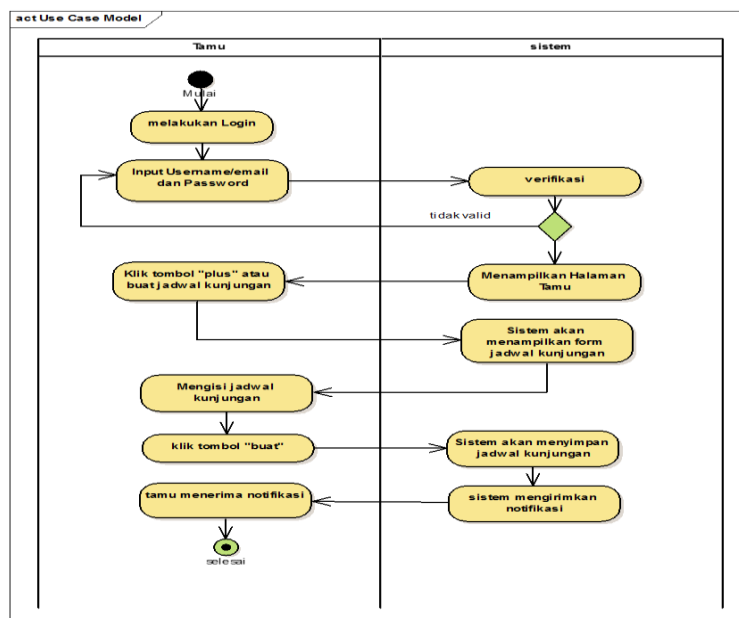 act Use Case Model
Tamu
sistem
Mulai
melakukan Login
Input Username/email
dan Password
verifikasi
tidak valid
Menampilkan Halaman
Tamu
Klik tombol "plus" atau
buat jadwal kunjungan
Sistem akan
menampilkan form
jadwal kunjungan
Mengisi jadwal
kunjungan
klik tombol "buat"
Sistem akan menyimpan
jadwal kunjungan
sistem mengirimkan
notifikasi
tamu menerima notifikasi
selesai